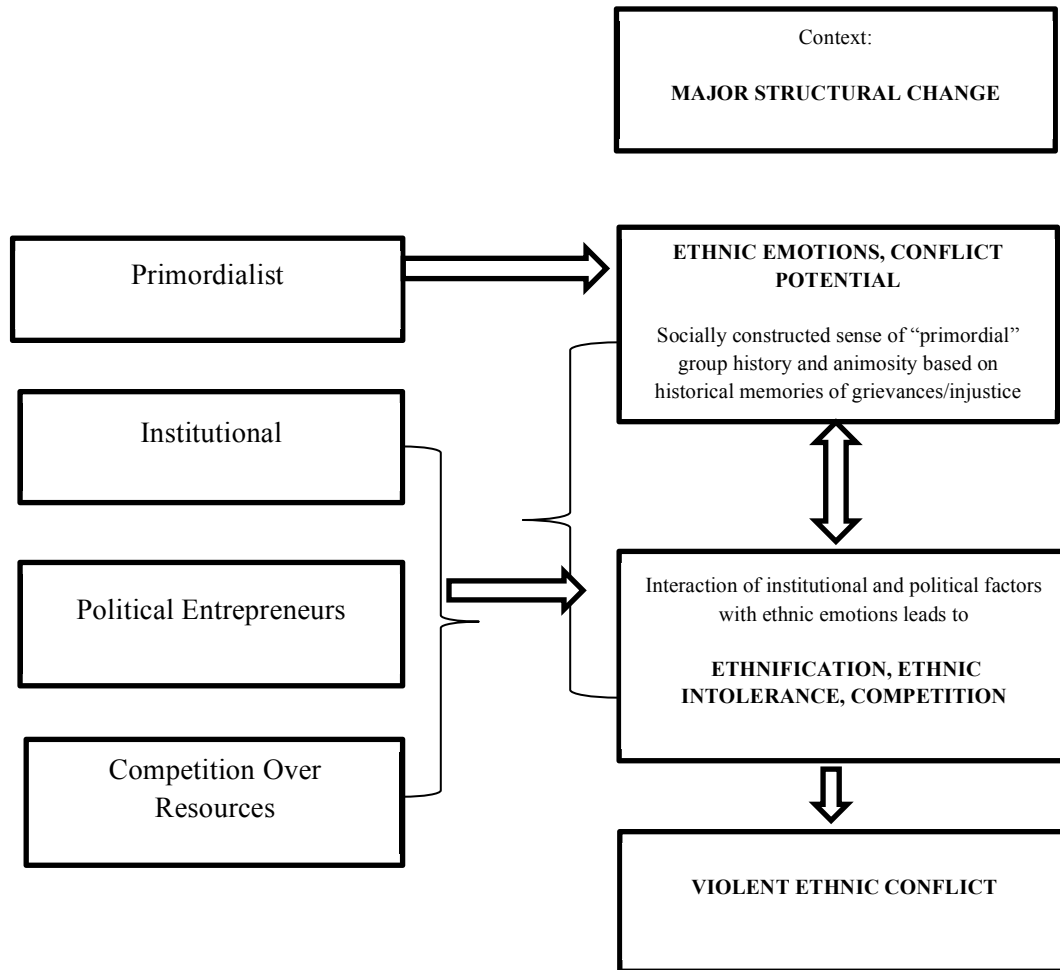 Context:
MAJOR STRUCTURAL CHANGE
Primordialist
ETHNIC EMOTIONS, CONFLICT
POTENTIAL
Socially constructed sense of “primordial”
group history and animosity based on
historical memories of grievances/injustice
Institutional
Political Entrepreneurs
Interaction of institutional and political factors
with ethnic emotions leads to
ETHNIFICATION, ETHNIC
INTOLERANCE, COMPETITION
Competition Over
Resources
VIOLENT ETHNIC CONFLICT